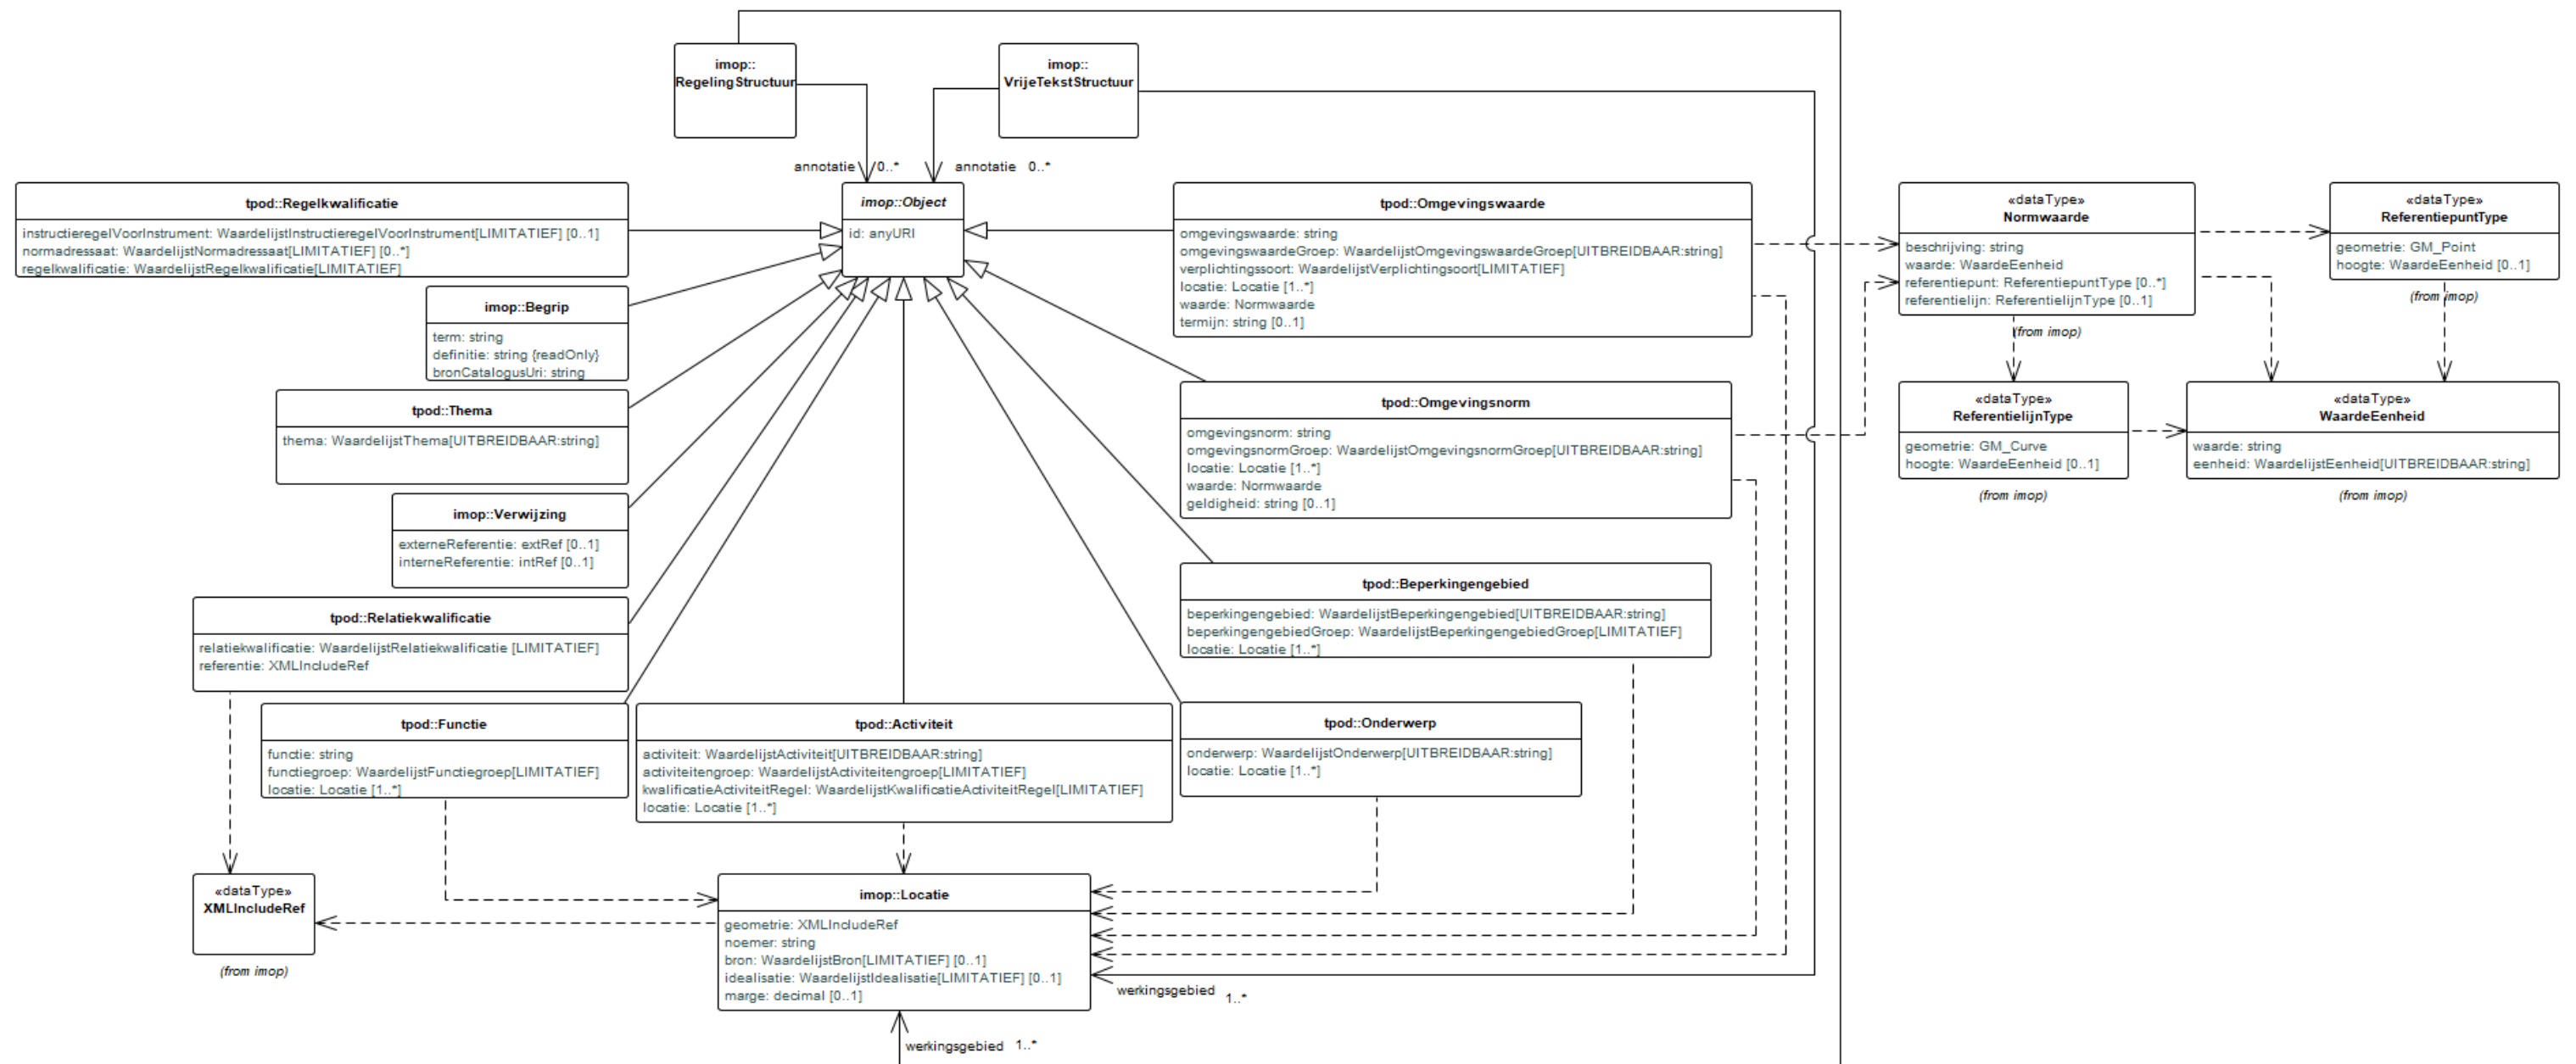 imop::
RegelingStructuur
imop::
VrijeTekstStructuur
annotatie 0..*
annotatie 0..*
tpod::Regelkwalificatie
instructieregelVoorInstrument: WaardelijstInstructieregelVoorInstrument[LIMITATIEF] [0..1]
normadressaat: WaardelijstNormadressaat[LIMITATIEF] [0..*]
regelkwalificatie: WaardelijstRegelkwalificatie[LIMITATIEF]
imop::Object
id: anyURI
tpod::Omgevingswaarde
omgevingswaarde: string
omgevingswaardeGroep: WaardelijstOmgevingswaardeGroep[UITBREIDBAAR:string]
verplichtingssoort: WaardelijstVerplichtingsoort[LIMITATIEF]
locatie: Locatie [1..*]
waarde: Normwaarde
termijn: string [0..1]
«dataType»
Normwaarde
beschrijving: string
waarde: WaardeEenheid
referentiepunt: ReferentiepuntType [0..*]
referentielijn: ReferentielijnType [0..1]
(from imop)
«dataType»
ReferentiepuntType
geometrie: GM_Point
hoogte: WaardeEenheid [0..1]
(from imop)
imop::Begrip
term: string
definitie: string {readOnly}
bronCatalogusUri: string
tpod::Thema
thema: WaardelijstThema[UITBREIDBAAR:string]
tpod::Omgevingsnorm
omgevingsnorm: string
omgevingsnormGroep: WaardelijstOmgevingsnormGroep[UITBREIDBAAR:string]
locatie: Locatie [1..*]
waarde: Normwaarde
geldigheid: string [0..1]
«dataType»
ReferentielijnType
geometrie: GM_Curve
hoogte: WaardeEenheid [0..1]
(from imop)
«dataType»
WaardeEenheid
waarde: string
eenheid: WaardelijstEenheid[UITBREIDBAAR:string]
(from imop)
imop::Verwijzing
externeReferentie: extRef [0..1]
interneReferentie: intRef [0..1]
tpod::Beperkingengebied
beperkingengebied: WaardelijstBeperkingengebied[UITBREIDBAAR:string]
beperkingengebiedGroep: WaardelijstBeperkingengebiedGroep[LIMITATIEF]
locatie: Locatie [1..*]
tpod::Relatiekwalificatie
relatiekwalificatie: WaardelijstRelatiekwalificatie [LIMITATIEF]
referentie: XMLIncludeRef
tpod::Functie
functie: string
functiegroep: WaardelijstFunctiegroep[LIMITATIEF]
locatie: Locatie [1..*]
tpod::Activiteit
activiteit: WaardelijstActiviteit[UITBREIDBAAR:string]
activiteitengroep: WaardelijstActiviteitengroep[LIMITATIEF]
kwalificatieActiviteitRegel: WaardelijstKwalificatieActiviteitRegel[LIMITATIEF]
locatie: Locatie [1..*]
tpod::Onderwerp
onderwerp: WaardelijstOnderwerp[UITBREIDBAAR:string]
locatie: Locatie [1..*]
«dataType»
XMLIncludeRef
(from imop)
imop::Locatie
geometrie: XMLIncludeRef
noemer: string
bron: WaardelijstBron[LIMITATIEF] [0..1]
idealisatie: WaardelijstIdealisatie[LIMITATIEF] [0..1]
marge: decimal [0..1]
werkingsgebied 1..*
werkingsgebied 1..*